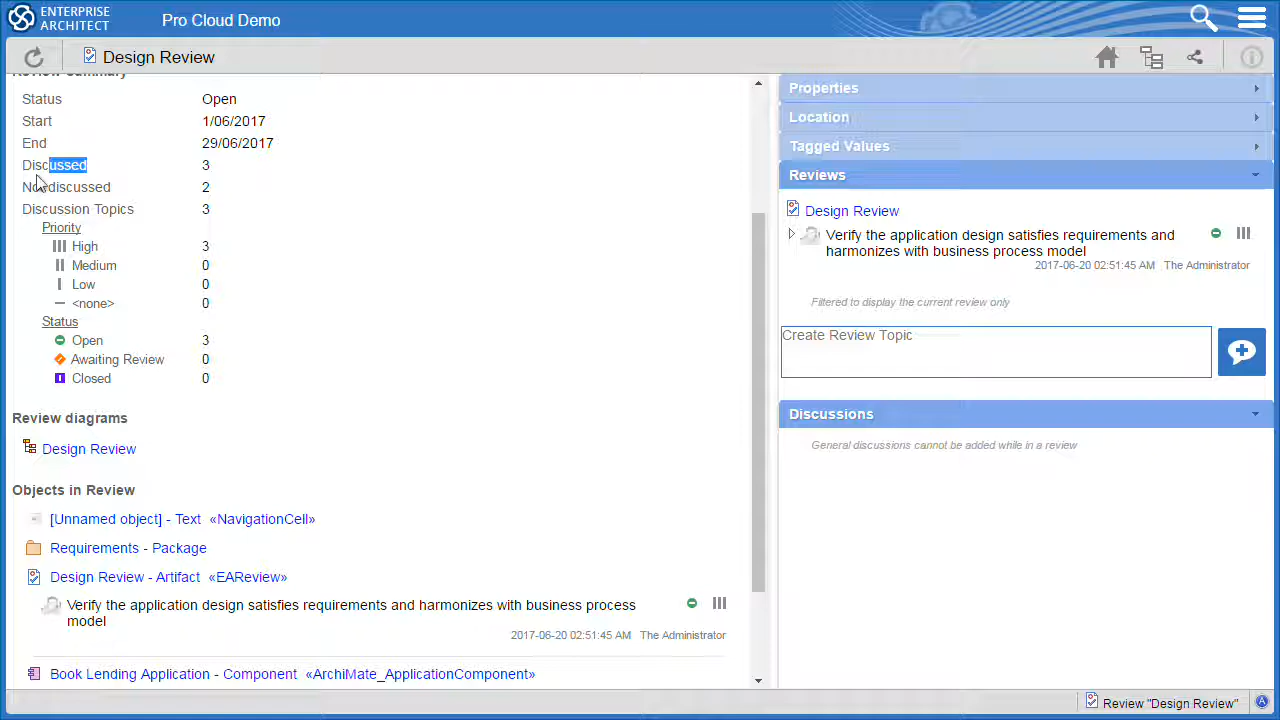 ENTERPRISE
ARCHITECT
Pro Cloud Demo
Design Review
Review Summary
Status Open
Start 1/06/2017
End 29/06/2017
Discussed 3
Not discussed 2
Discussion Topics 3
Priority
High 3
Medium 0
Low 0
<none> 0
Status
Open 3
Awaiting Review 0
Closed 0
Review diagrams
Design Review
Objects in Review
[Unnamed object] - Text «NavigationCell»
Requirements - Package
Design Review - Artifact «EAReview»
Verify the application design satisfies requirements and harmonizes with business process
model
2017-06-20 02:51:45 AM The Administrator
Book Lending Application - Component «ArchiMate_ApplicationComponent»
Properties
Location
Tagged Values
Reviews
Design Review
Verify the application design satisfies requirements and
harmonizes with business process model
2017-06-20 02:51:45 AM The Administrator
Filtered to display the current review only
Create Review Topic
Discussions
General discussions cannot be added while in a review
Review "Design Review"